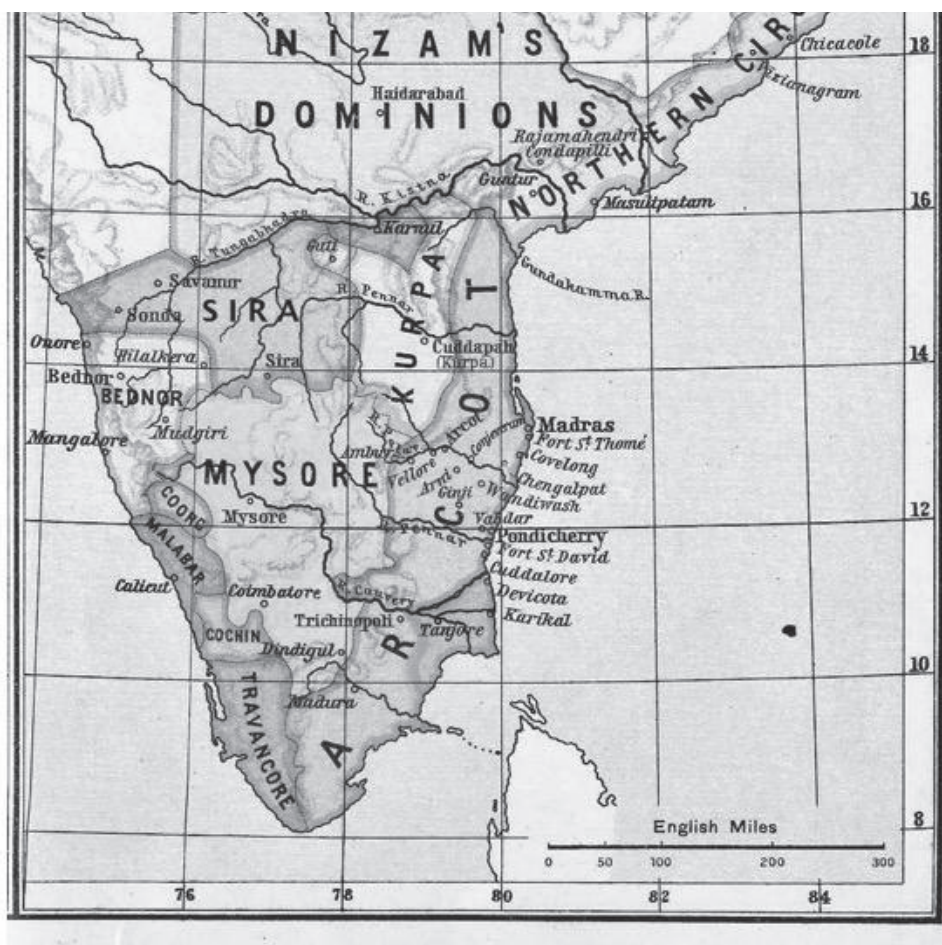 NIZAM'S
DOMINIONS
Haidarabad
NORTHERN CIRC
Chicacole
Vizianagram
18
Rajamahendri
Condapilli
Guntur
R. Kistna
Masulipatam
16
R. Tungabhadra
Karnul
Guti
Gundakamma R.
Savanur
SIRA
R. Pennar
KURPA
Sonda
Onore
Hilalkera
Sira
Cuddapah
(Kurpa)
14
Bednor
BEDNOR
Mudgiri
Mangalore
ARCOT
Arcot
Conjeveram
Madras
Fort St. Thomé
Covelong
Chengalpat
Ambur
Vellore
Arni
Ginji
Wandiwash
MYSORE
Mysore
COORG
MALABAR
12
Vandar
R. Pennar
Pondicherry
Fort St. David
Cuddalore
Devicota
Karikal
Calicut
Coimbatore
R. Cauvery
Trichinopoli
Tanjore
COCHIN
Dindigul
10
Madura
TRAVANCORE
8
English Miles
0 50 100 200 300
76 78 80 82 84